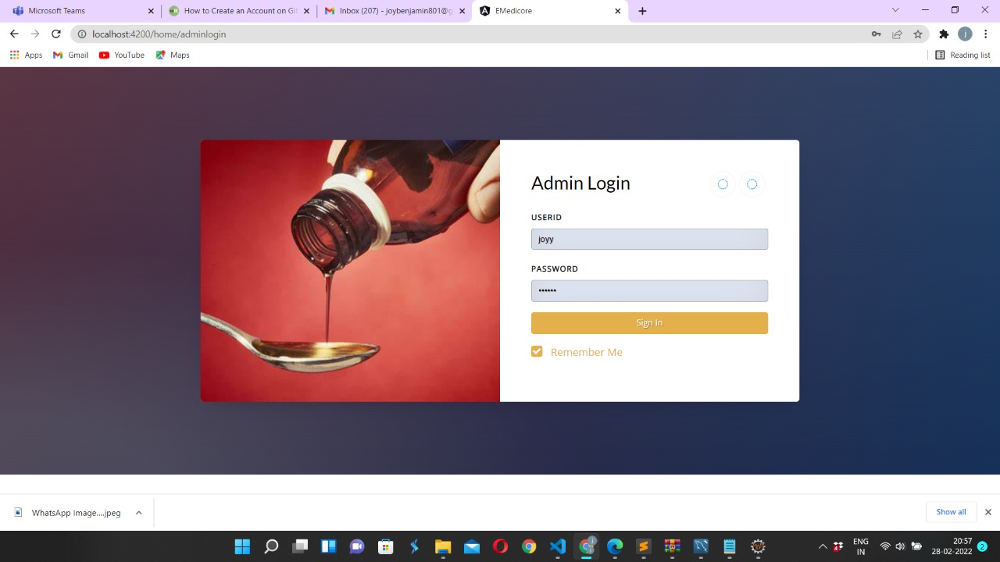 Microsoft Teams
How to Create an Account on Git
Inbox (207) - joybenjamin801@g
EMedicore
localhost:4200/home/adminlogin
j
Apps
Gmail
YouTube
Maps
Reading list
Admin Login
USERID
joyy
PASSWORD
••••••
Sign In
Remember Me
WhatsApp Image....jpeg
Show all
ENG
IN
20:57
28-02-2022
2